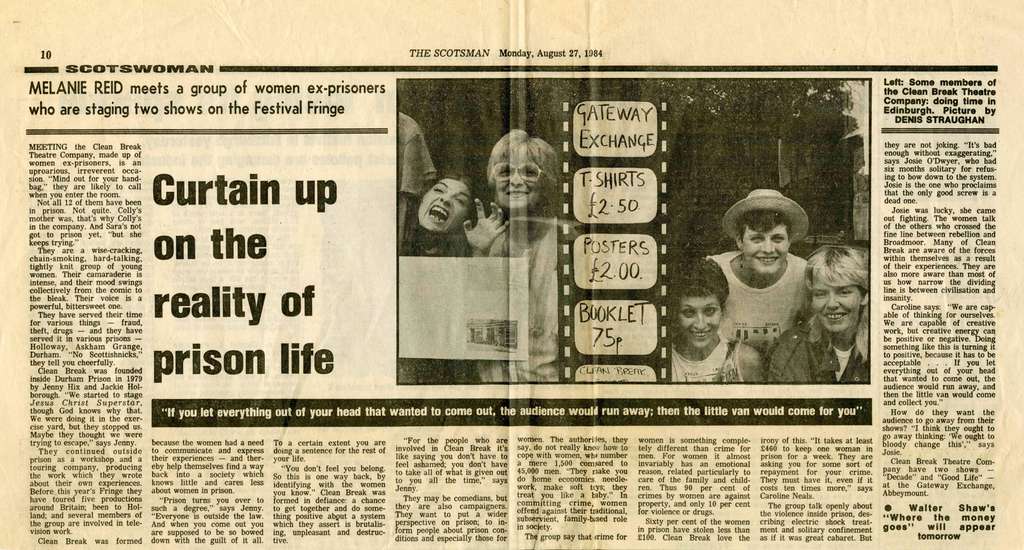 10
THE SCOTSMAN Monday, August 27, 1984
SCOTSWOMAN
MELANIE REID meets a group of women ex-prisoners
who are staging two shows on the Festival Fringe
MEETING the Clean Break
Theatre Company, made up of
women ex-prisoners, is an
uproarious, irreverent occa-
sion. "Mind out for your hand-
bag," they are likely to call
when you enter the room.
Not all 12 of them have been
in prison. Not quite. Colly's
mother was, that's why Colly's
in the company. And Sara's not
got to prison yet, "but she
keeps trying."
They are a wise-cracking,
chain-smoking, hard-talking,
tightly knit group of young
women. Their camaraderie is
intense, and their mood swings
collectively from the comic to
the bleak. Their voice is a
powerful, bittersweet one.
They have served their time
for various things — fraud,
theft, drugs — and they have
served it in various prisons —
Holloway, Askham Grange,
Durham. "No Scottishnicks,"
they tell you cheerfully.
Clean Break was founded
inside Durham Prison in 1979
by Jenny Hix and Jackie Hol-
borough. "We started to stage
Jesus Christ Superstar,
though God knows why that.
We were doing it in the exer-
cise yard, but they stopped us.
Maybe they thought we were
trying to escape," says Jenny.
They continued outside
prison as a workshop and a
touring company, producing
the work which they wrote
about their own experiences.
Before this year's Fringe they
have toured five productions
around Britain; been to Hol-
land; and several members of
the group are involved in tele-
vision work.
Clean Break was formed
Curtain up
on the
reality of
prison life
GATEWAY
EXCHANGE
T-SHIRTS
£2.50
POSTERS
£2.00.
BOOKLET
75p
CLEAN BREAK
Left: Some members of
the Clean Break Theatre
Company: doing time in
Edinburgh. Picture by
DENIS STRAUGHAN
"If you let everything out of your head that wanted to come out, the audience would run away; then the little van would come for you"
because the women had a need
to communicate and express
their experiences — and ther-
eby help themselves find a way
back into a society which
knows little and cares less
about women in prison.
"Prison turns you over to
such a degree," says Jenny.
"Everyone is outside the law.
And when you come out you
are supposed to be so bowed
down with the guilt of it all.
To a certain extent you are
doing a sentence for the rest of
your life.
"You don't feel you belong.
So this is one way back, by
identifying with the women
you know." Clean Break was
formed in defiance: a chance
to get together and do some-
thing positive about a system
which they assert is brutalis-
ing, unpleasant and destruc-
tive.
"For the people who are
involved in Clean Break it's
like saying you don't have to
feel ashamed; you don't have
to take all of what is given out
to you all the time," says
Jenny.
They may be comedians, but
they are also campaigners.
They want to put a wider
perspective on prison; to in-
form people about prison con-
ditions and especially those for
women. The authorities, they
say, do not really know how to
cope with women, who number
a mere 1,500 compared to
45,000 men. "They make you
do home economics, needle-
work, make soft toys; they
treat you like a baby." In
committing crime, women
offend against their traditional,
subservient, family-based role
in society.
The group say that crime for
women is something comple-
tely different than crime for
men. For women it almost
invariably has an emotional
reason, related particularly to
care of the family and child-
ren. Thus 90 per cent of
crimes by women are against
property, and only 10 per cent
for violence or drugs.
Sixty per cent of the women
in prison have stolen less than
£100. Clean Break love the
irony of this. "It takes at least
£460 to keep one woman in
prison for a week. They are
asking you for some sort of
repayment for your crime.
They must have it, even if it
costs ten times more," says
Caroline Neals.
The group talk openly about
the violence inside prison, des-
cribing electric shock treat-
ment and solitary confinement
as if it was great cabaret. But
they are not joking. "It's bad
enough without exaggerating,"
says Josie O'Dwyer, who had
six months solitary for refus-
ing to bow down to the system.
Josie is the one who proclaims
that the only good screw is a
dead one.
Josie was lucky, she came
out fighting. The women talk
of the others who crossed the
fine line between rebellion and
Broadmoor. Many of Clean
Break are aware of the forces
within themselves as a result
of their experiences. They are
also more aware than most of
us how narrow the dividing
line is between civilisation and
insanity.
Caroline says: "We are cap-
able of thinking for ourselves.
We are capable of creative
work, but creative energy can
be positive or negative. Doing
something like this is turning it
to positive, because it has to be
acceptable . . . If you let
everything out of your head
that wanted to come out, the
audience would run away, and
then the little van would come
and collect you."
How do they want the
audience to go away from their
shows? "I think they ought to
go away thinking: 'We ought to
bloody change this'," says
Josie.
Clean Break Theatre Com-
pany have two shows —
"Decade" and "Good Life" —
at the Gateway Exchange,
Abbeymount.
● Walter Shaw's
"Where the money
goes" will appear
tomorrow